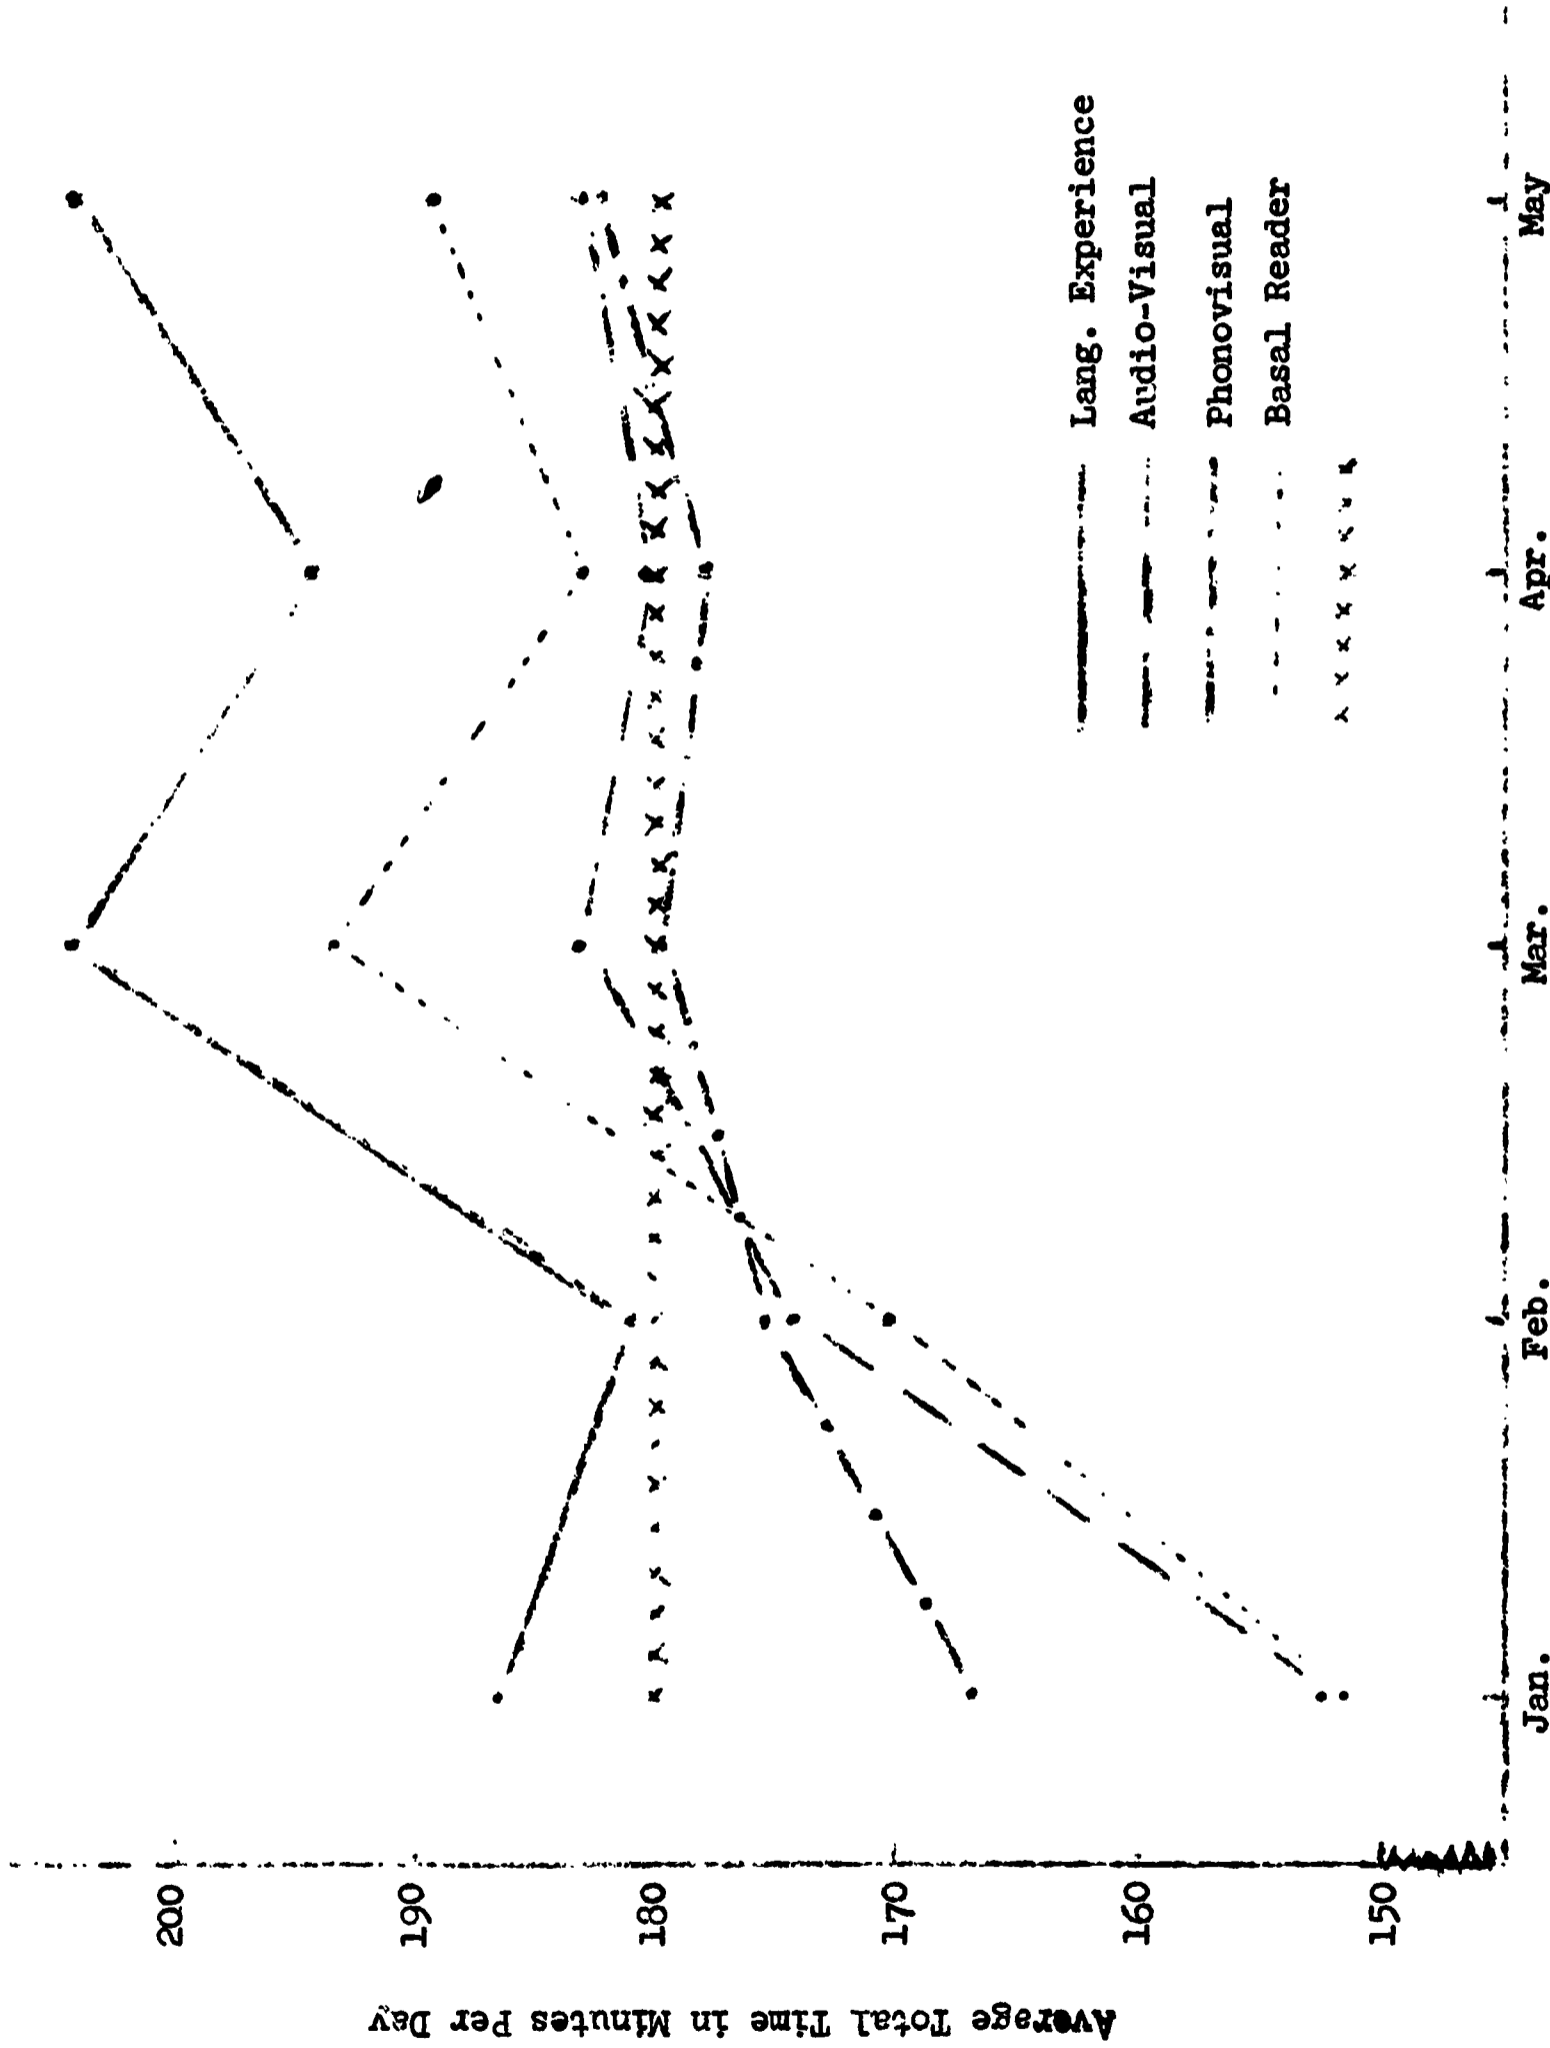 Average Total Time in Minutes Per Day
200
190
180
170
160
150
Lang. Experience
Audio-Visual
Phonovisual
Basal Reader
Jan.
Feb.
Mar.
Apr.
May